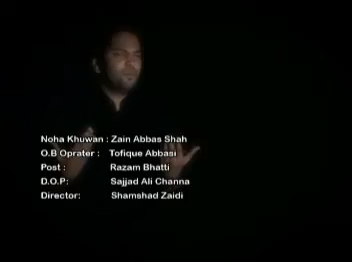 Noha Khuwan : Zain Abbas Shah
O.B Oprater : Tofique Abbasi
Post : Razam Bhatti
D.O.P: Sajjad Ali Channa
Director: Shamshad Zaidi